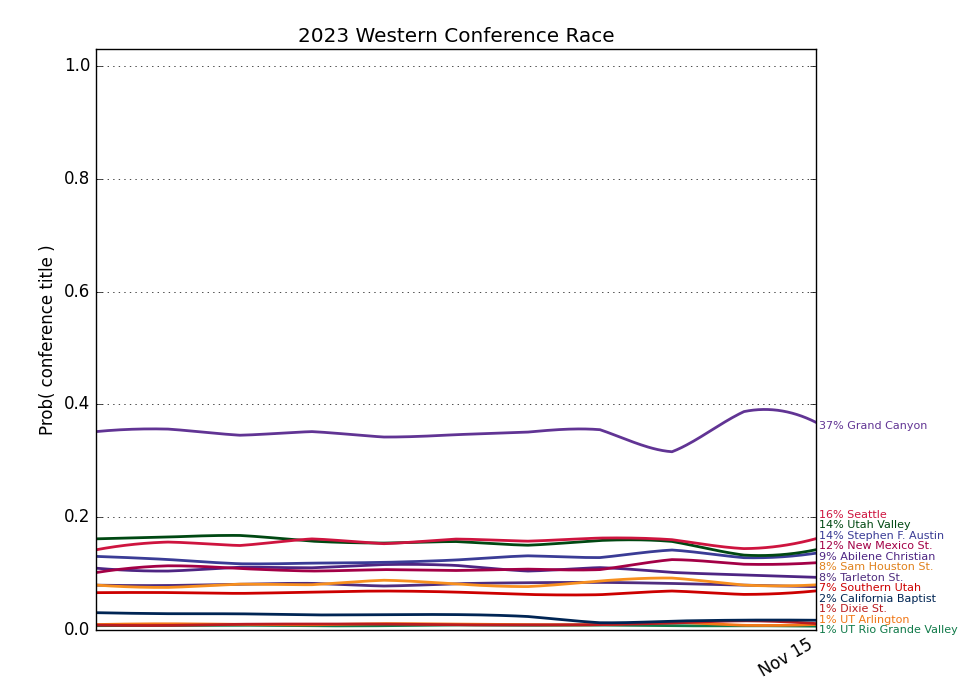 2023 Western Conference Race
1.0
0.8
0.6
0.4
0.2
0.0
Prob( conference title )
37% Grand Canyon
16% Seattle
14% Utah Valley
14% Stephen F. Austin
12% New Mexico St.
9% Abilene Christian
8% Sam Houston St.
8% Tarleton St.
7% Southern Utah
2% California Baptist
1% Dixie St.
1% UT Arlington
1% UT Rio Grande Valley
Nov 15